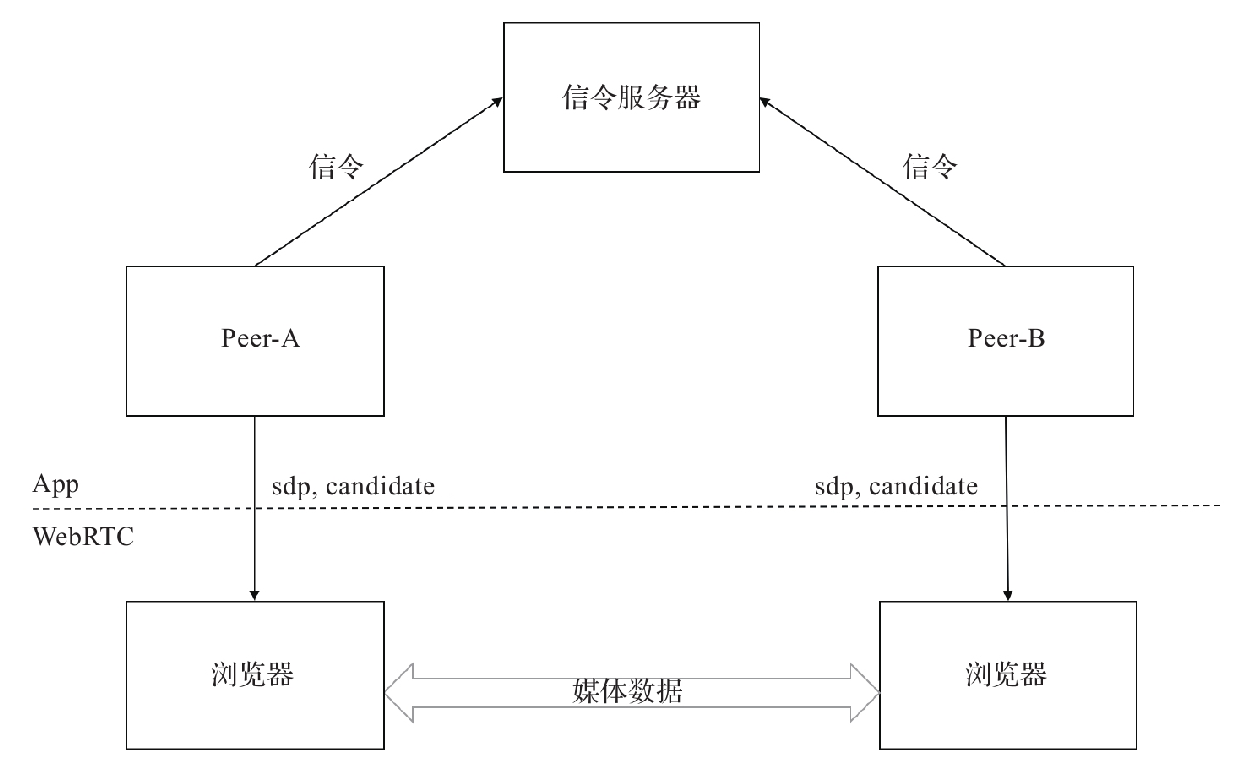 信令服务器
信令
信令
Peer-A
Peer-B
App
sdp, candidate
sdp, candidate
WebRTC
浏览器
浏览器
媒体数据